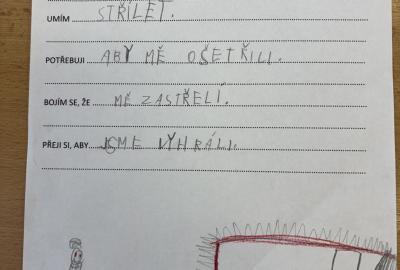 UMÍM STŘÍLET.
POTŘEBUJI ABY MĚ OŠETŘILI.
BOJÍM SE, ŽE MĚ ZASTŘELÍ.
PŘEJI SI, ABY JSME VYHRÁLI.